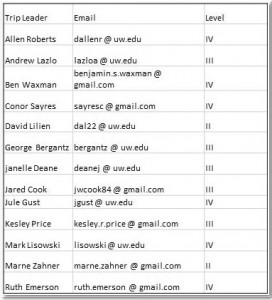 Trip Leader Email Level
Allen Roberts dallenr @ uw.edu IV
Andrew Lazlo lazloa @ uw.edu III
benjamin.s.waxman @
Ben Waxman gmail.com IV
Conor Sayres sayresc @ gmail.com IV
David Lilien dal22 @ uw.edu II
George Bergantz bergantz @ uw.edu III
janelle Deane deanej @ uw.edu III
Jared Cook jwcook84 @ gmail.com III
Jule Gust jgust @ uw.edu IV
Kesley Price kesley.r.price @ gmail.com III
Mark Lisowski lisowski @ uw.edu IV
Marne Zahner marne.zahner @ gmail.com II
Ruth Emerson ruth.emerson @ gmail.com IV